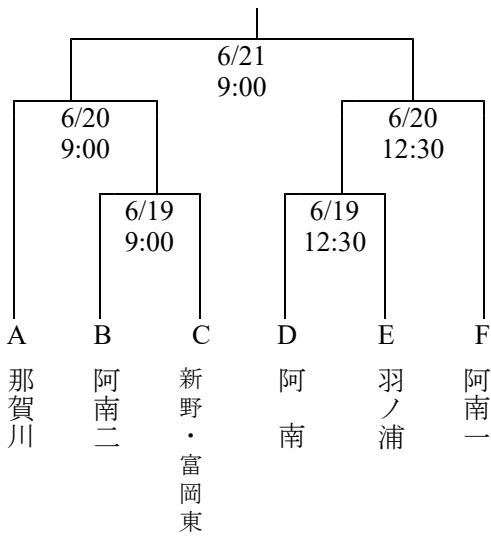 6/21
9:00
6/20
9:00
6/20
12:30
6/19
9:00
6/19
12:30
A
B
C
D
E
F
那賀川
阿南二
新野・富岡東
阿　南
羽ノ浦
阿南一